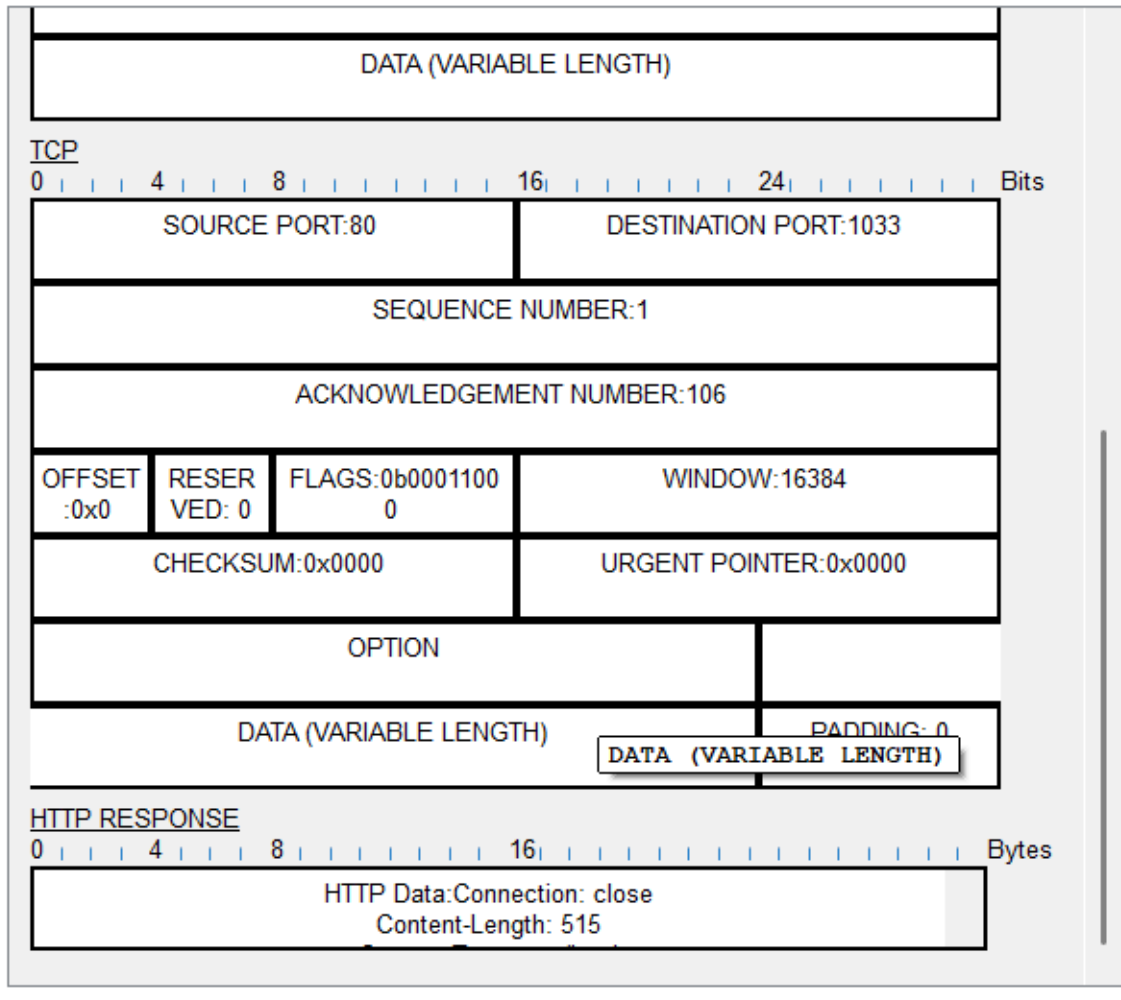 DATA (VARIABLE LENGTH)
TCP
0 4 8 16 24 Bits
SOURCE PORT:80 DESTINATION PORT:1033
SEQUENCE NUMBER:1
ACKNOWLEDGEMENT NUMBER:106
OFFSET RESER FLAGS:0b0001100 WINDOW:16384
:0x0 VED: 0 0
CHECKSUM:0x0000 URGENT POINTER:0x0000
OPTION
DATA (VARIABLE LENGTH) PADDING: 0
DATA (VARIABLE LENGTH)
HTTP RESPONSE
0 4 8 16 Bytes
HTTP Data:Connection: close
Content-Length: 515